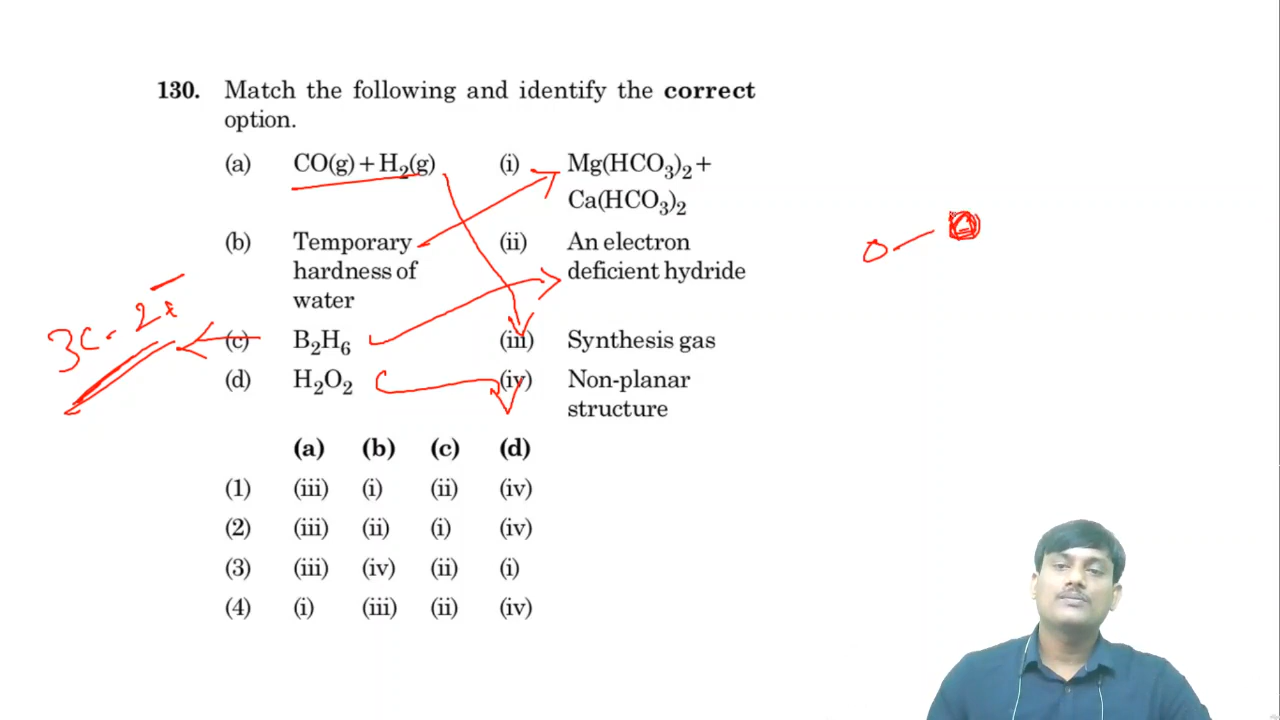 130. Match the following and identify the correct
option.
(a) CO(g)+H₂(g) (i) Mg(HCO₃)₂+
Ca(HCO₃)₂
(b) Temporary (ii) An electron
hardness of deficient hydride
water
3c-2e
(c) B₂H₆ (iii) Synthesis gas
(d) H₂O₂ (iv) Non-planar
structure
(a) (b) (c) (d)
(1) (iii) (i) (ii) (iv)
(2) (iii) (ii) (i) (iv)
(3) (iii) (iv) (ii) (i)
(4) (i) (iii) (ii) (iv)